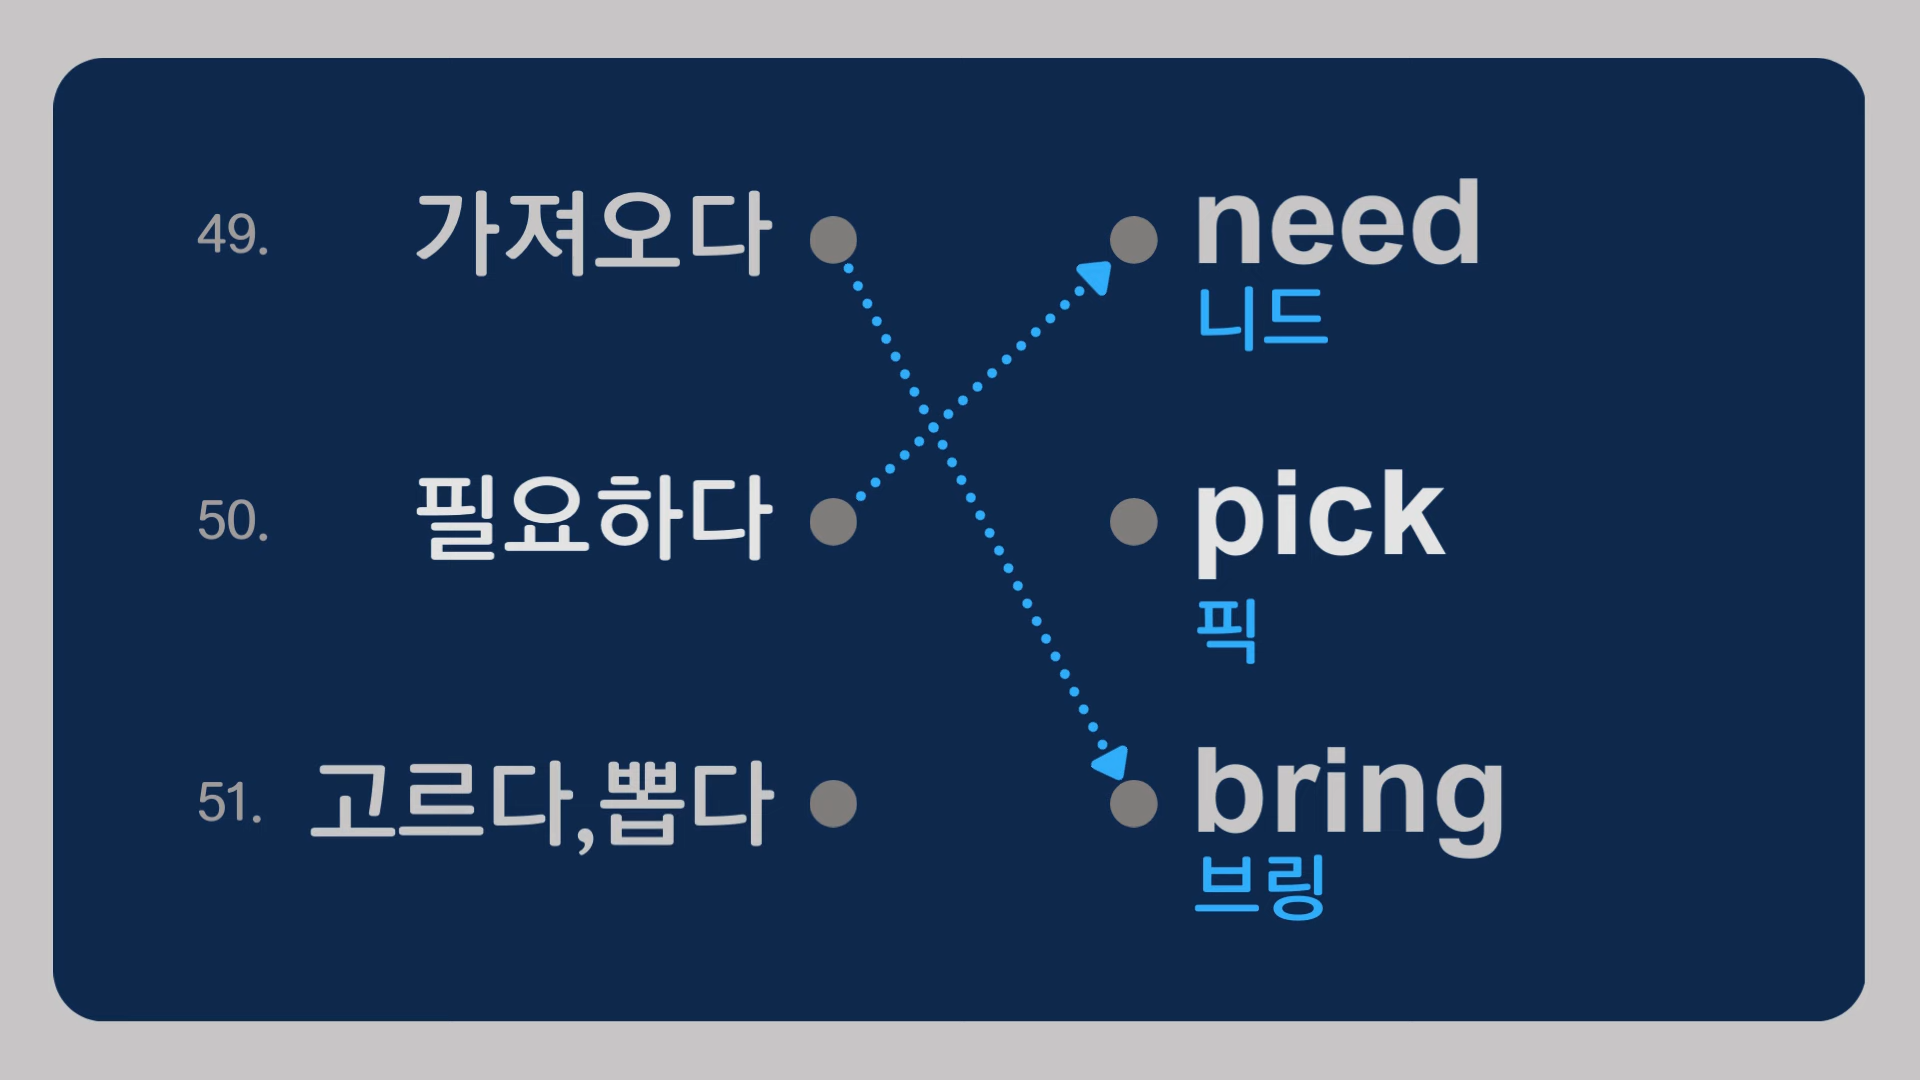 49. 가져오다 need
니드
50. 필요하다 pick
픽
51. 고르다,뽑다 bring
브링